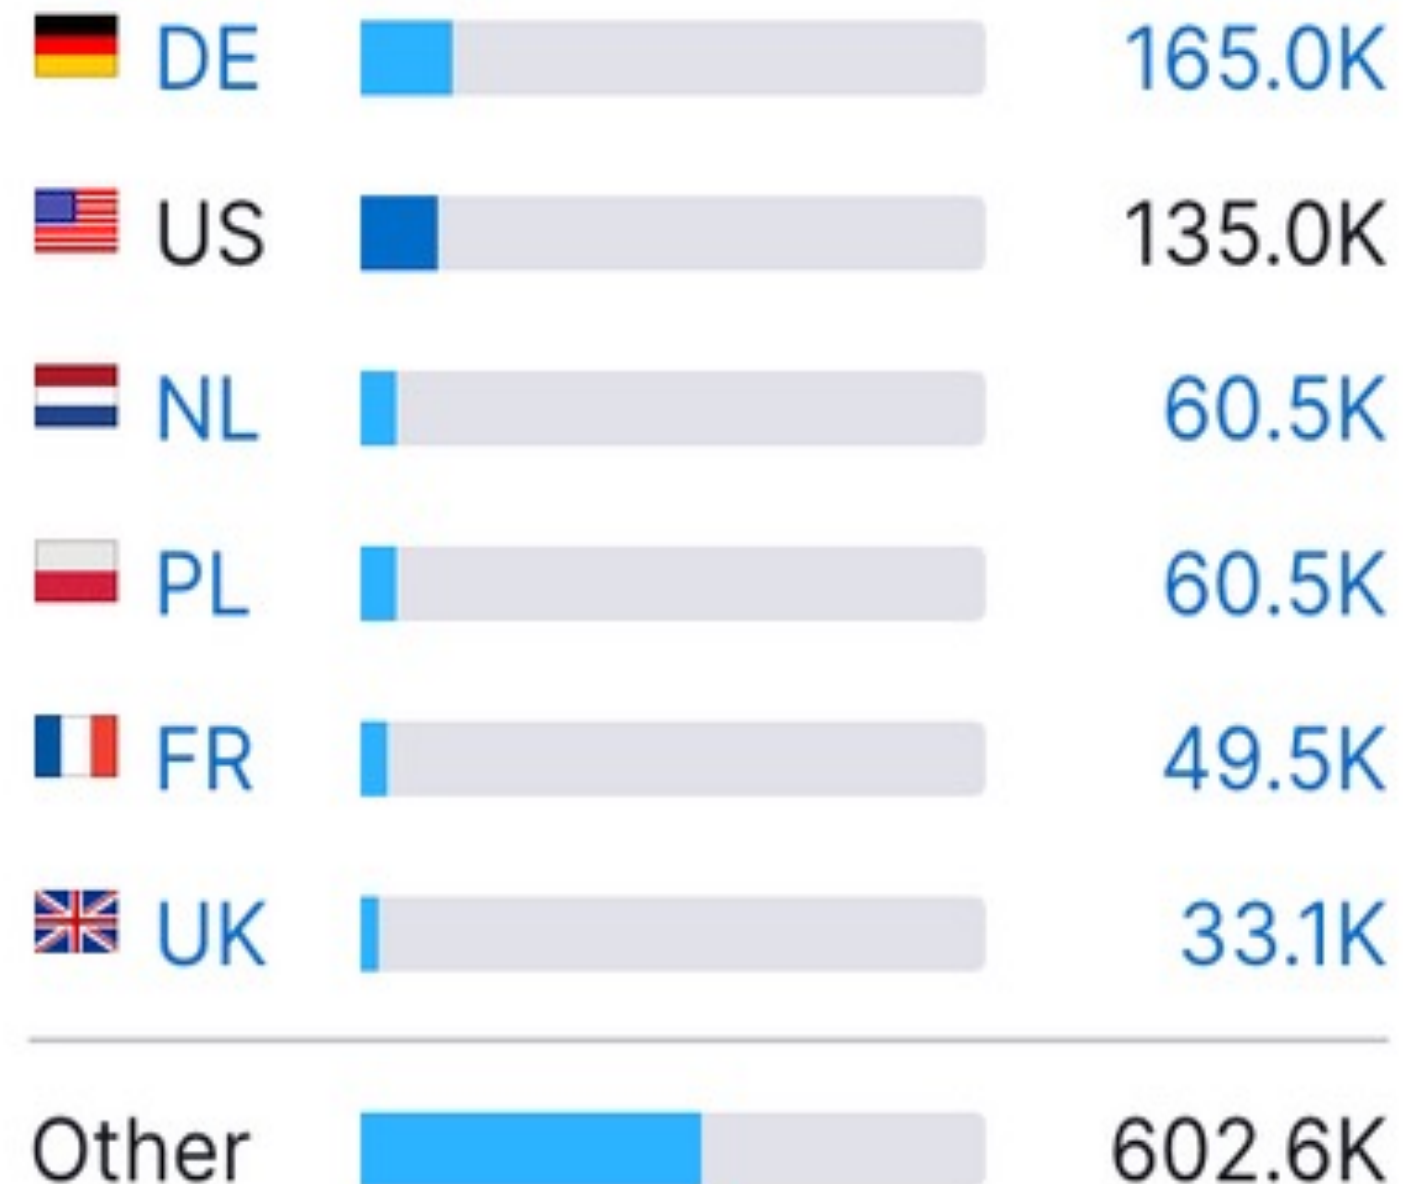 DE 165.0K
US 135.0K
NL 60.5K
PL 60.5K
FR 49.5K
UK 33.1K
Other 602.6K